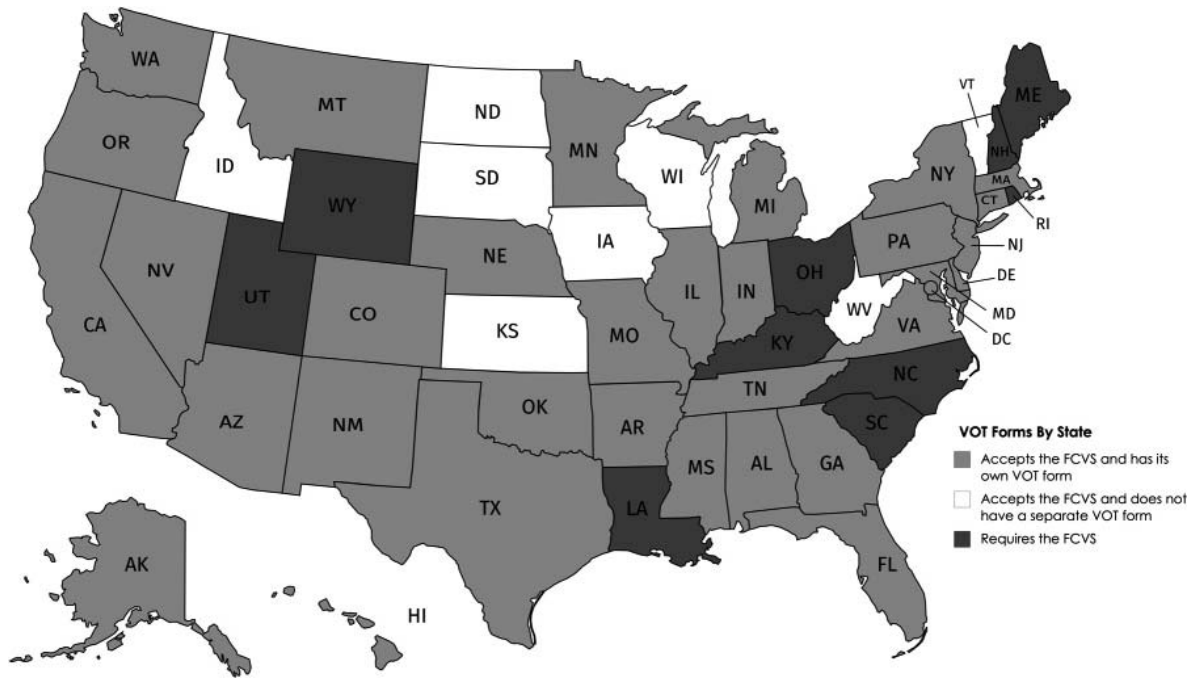 WA
MT
ND
MN
VT
ME
OR
ID
SD
WI
NH
NY
MA
WY
MI
CT
RI
IA
PA
NJ
NE
NV
OH
DE
UT
IL
IN
CO
WV
MD
CA
KS
MO
VA
DC
KY
NC
TN
OK
AZ
NM
AR
SC
MS
AL
GA
LA
TX
FL
AK
HI
VOT Forms By State
Accepts the FCVS and has its
own VOT form
Accepts the FCVS and does not
have a separate VOT form
Requires the FCVS